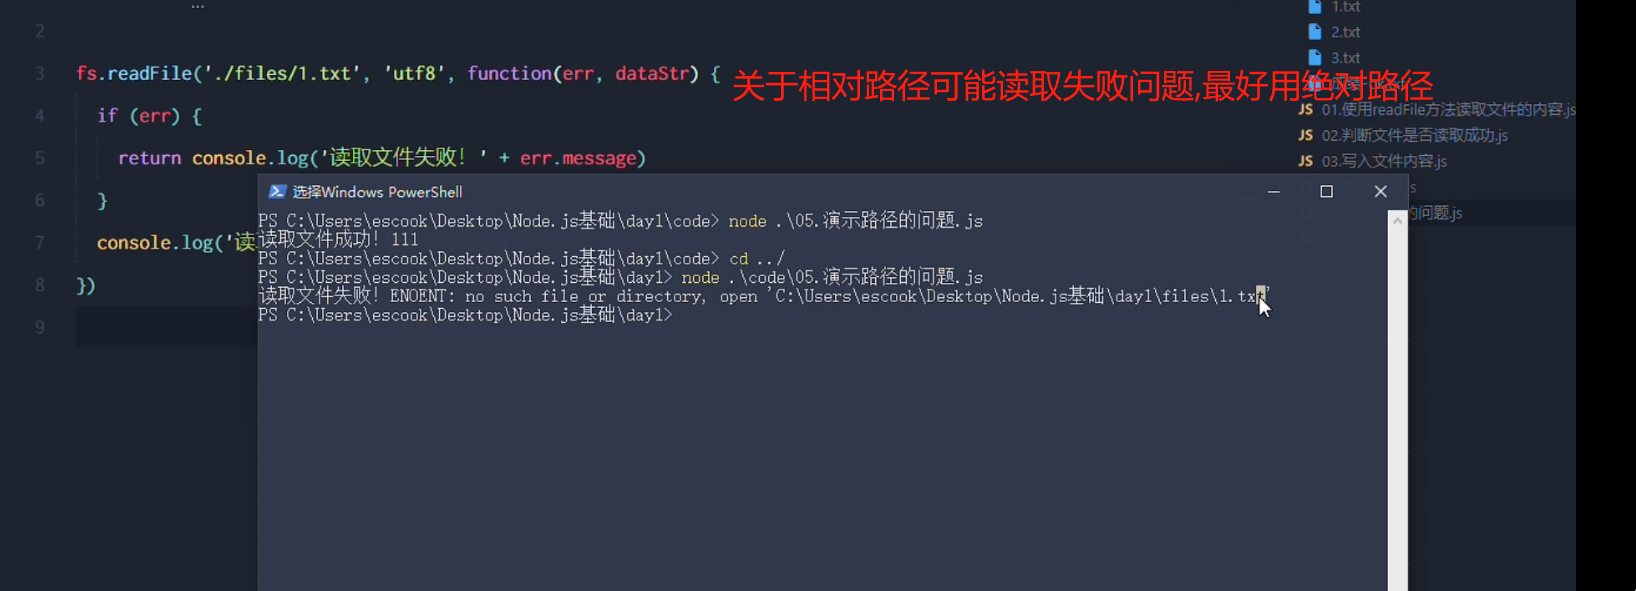 ...
2
3 fs.readFile('./files/1.txt', 'utf8', function(err, dataStr) {
关于相对路径可能读取失败问题,最好用绝对路径
4 if (err) {
5 return console.log('读取文件失败！' + err.message)
6 }
7 console.log('读
8 })
9
1.txt
2.txt
3.txt
JS 01.使用readFile方法读取文件的内容.js
JS 02.判断文件是否读取成功.js
JS 03.写入文件内容.js
s
的问题.js
选择Windows PowerShell
PS C:\Users\escook\Desktop\Node.js基础\day1\code> node .\05.演示路径的问题.js
读取文件成功！111
PS C:\Users\escook\Desktop\Node.js基础\day1\code> cd ../
PS C:\Users\escook\Desktop\Node.js基础\day1> node .\code\05.演示路径的问题.js
读取文件失败！ENOENT: no such file or directory, open 'C:\Users\escook\Desktop\Node.js基础\day1\files\1.txt'
PS C:\Users\escook\Desktop\Node.js基础\day1>